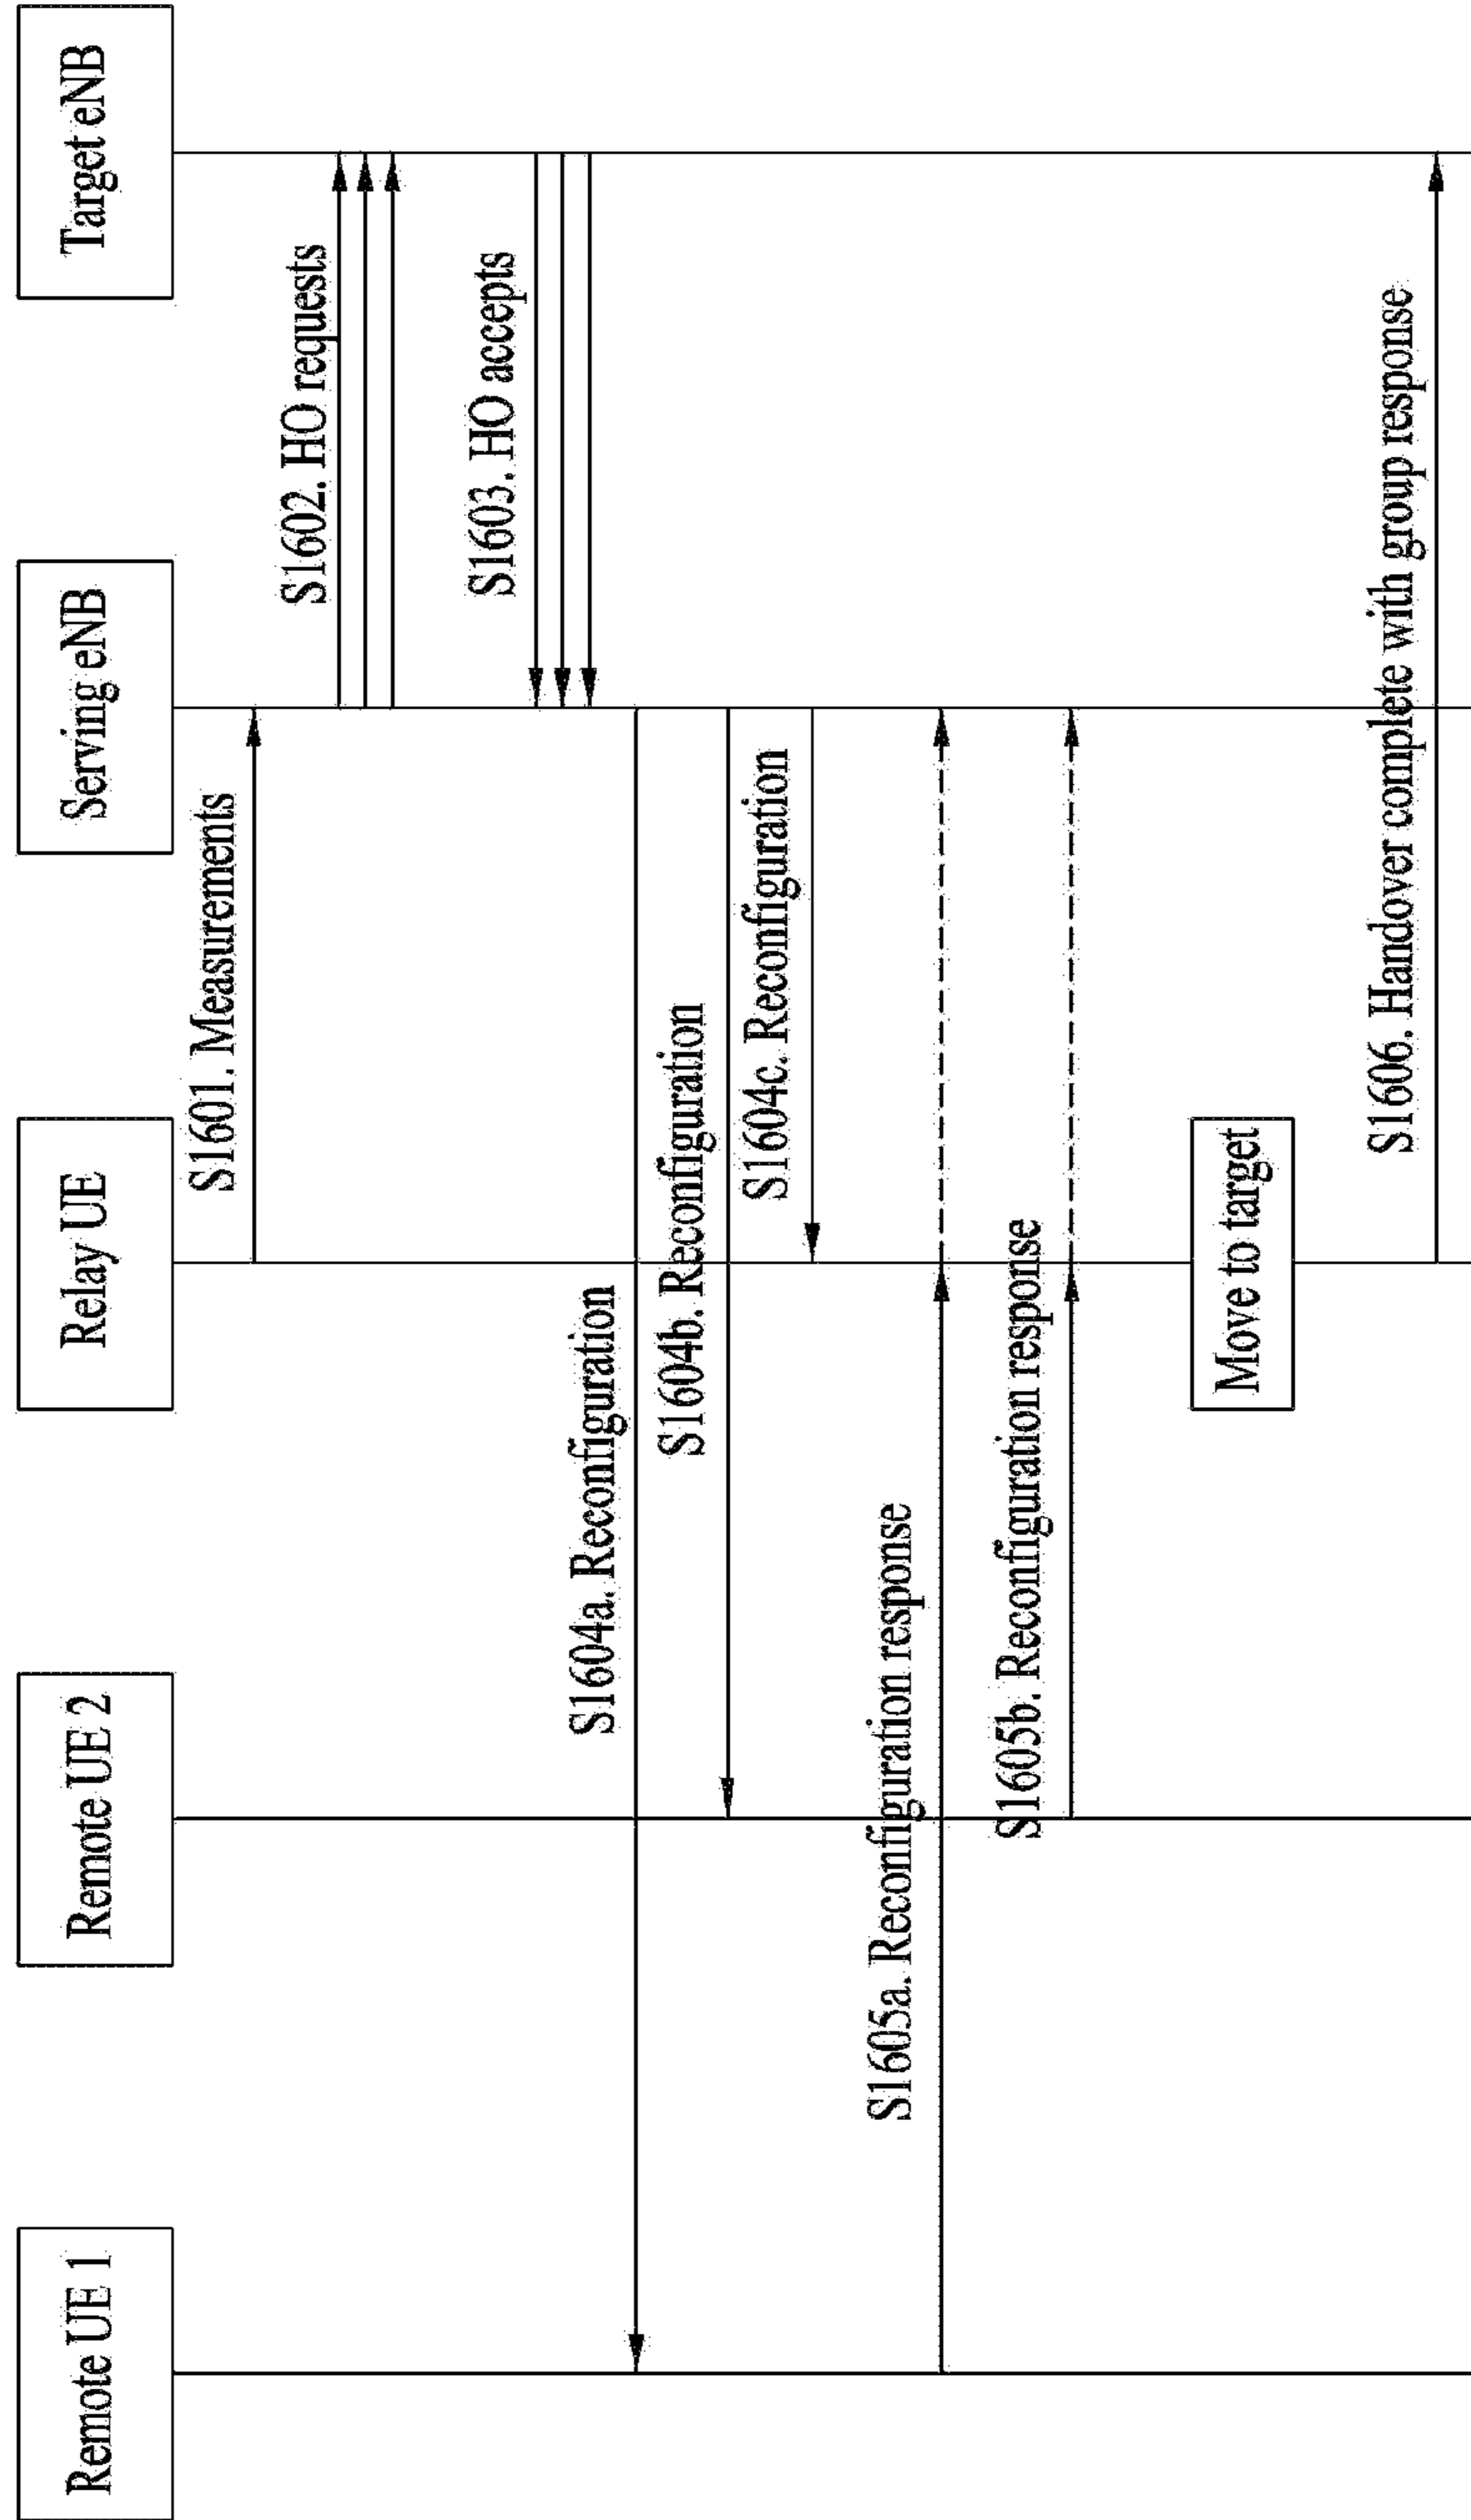 Remote UE 1
Remote UE 2
Relay UE
Serving eNB
Target eNB
S1601. Measurements
S1602. HO requests
S1603. HO accepts
S1604a. Reconfiguration
S1604b. Reconfiguration
S1604c. Reconfiguration
S1605a. Reconfiguration response
S1605b. Reconfiguration response
Move to target
S1606. Handover complete with group response